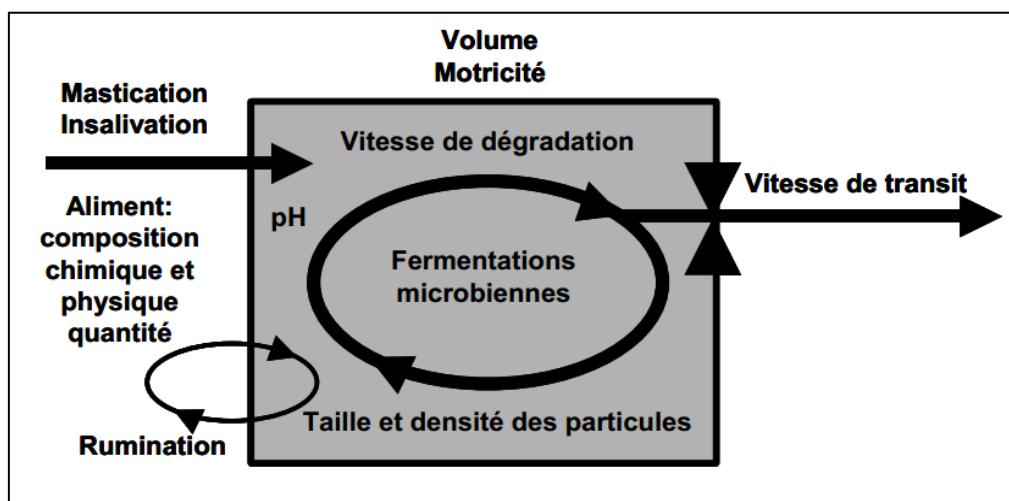 Volume
Motricité
Mastication
Insalivation
Vitesse de dégradation
Vitesse de transit
Aliment:
composition
chimique et
physique
quantité
pH
Fermentations
microbiennes
Taille et densité des particules
Rumination